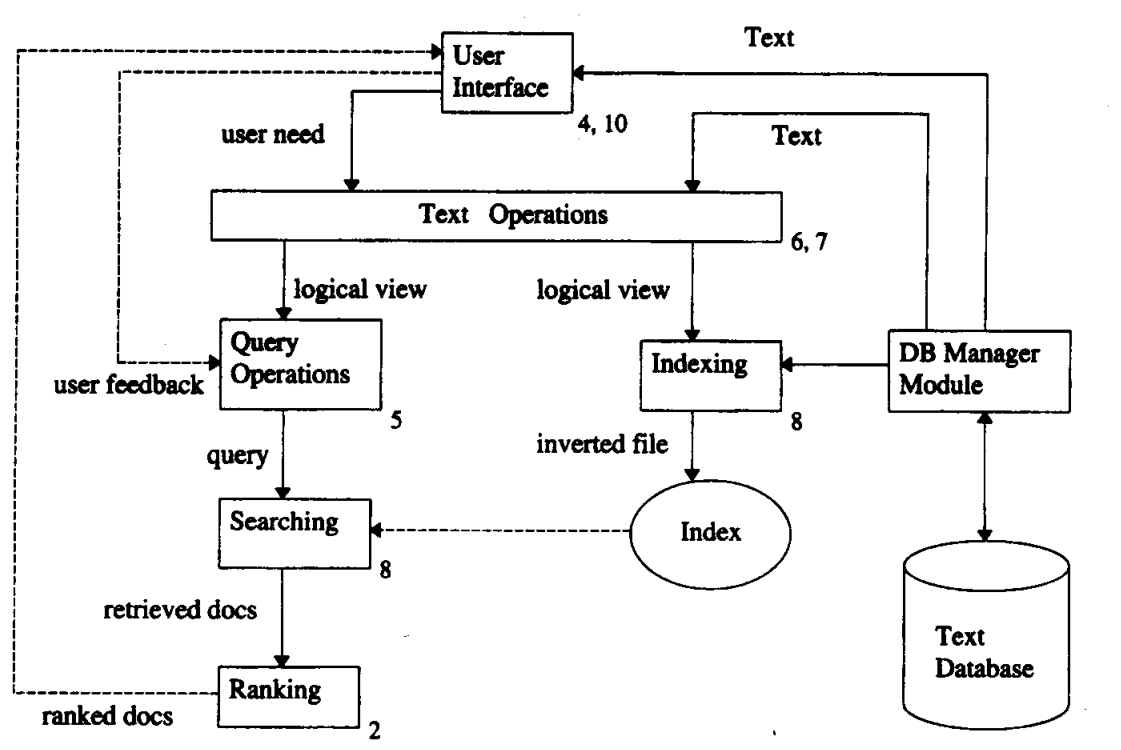 User
Interface
Text
4, 10
user need
Text
Text Operations
6, 7
logical view
logical view
Query
Operations
Indexing
DB Manager
Module
user feedback
5
8
query
inverted file
Searching
Index
8
retrieved docs
Text
Database
Ranking
ranked docs
2